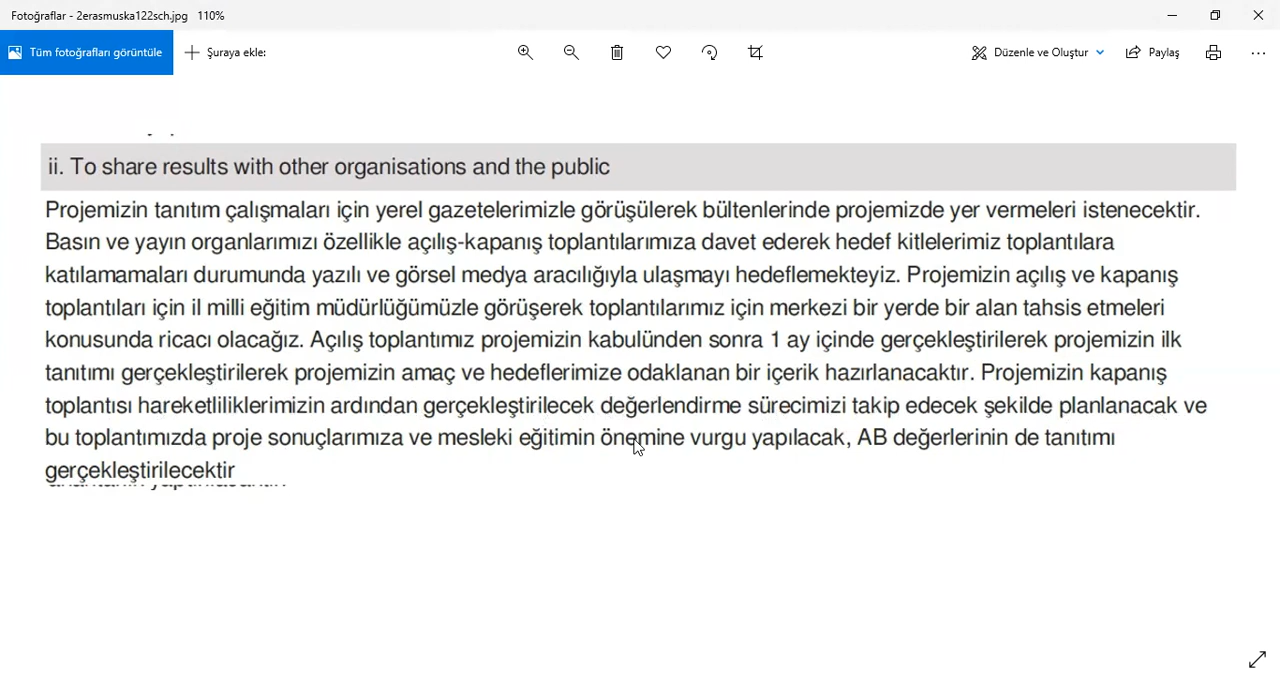 Fotoğraflar - 2erasmuska122sch.jpg 110%
Tüm fotoğrafları görüntüle Şuraya ekle: Düzenle ve Oluştur Paylaş
ii. To share results with other organisations and the public
Projemizin tanıtım çalışmaları için yerel gazetelerimizle görüşülerek bültenlerinde projemizde yer vermeleri istenecektir.
Basın ve yayın organlarımızı özellikle açılış-kapanış toplantılarımıza davet ederek hedef kitlelerimiz toplantılara
katılamamaları durumunda yazılı ve görsel medya aracılığıyla ulaşmayı hedeflemekteyiz. Projemizin açılış ve kapanış
toplantıları için il milli eğitim müdürlüğümüzle görüşerek toplantılarımız için merkezi bir yerde bir alan tahsis etmeleri
konusunda ricacı olacağız. Açılış toplantımız projemizin kabulünden sonra 1 ay içinde gerçekleştirilerek projemizin ilk
tanıtımı gerçekleştirilerek projemizin amaç ve hedeflerimize odaklanan bir içerik hazırlanacaktır. Projemizin kapanış
toplantısı hareketliliklerimizin ardından gerçekleştirilecek değerlendirme sürecimizi takip edecek şekilde planlanacak ve
bu toplantımızda proje sonuçlarımıza ve mesleki eğitimin önemine vurgu yapılacak, AB değerlerinin de tanıtımı
gerçekleştirilecektir